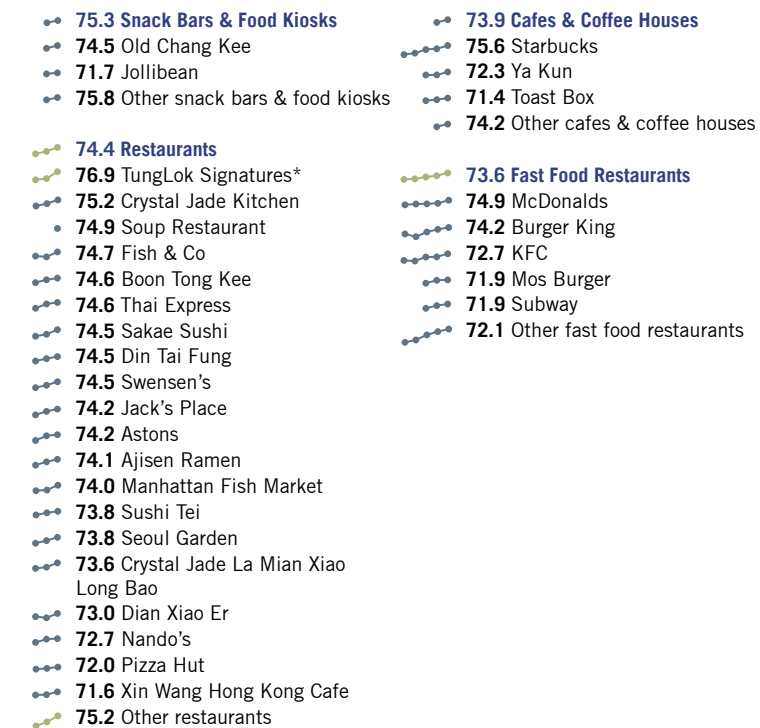 75.3 Snack Bars & Food Kiosks
74.5 Old Chang Kee
71.7 Jollibean
75.8 Other snack bars & food kiosks
74.4 Restaurants
76.9 TungLok Signatures*
75.2 Crystal Jade Kitchen
74.9 Soup Restaurant
74.7 Fish & Co
74.6 Boon Tong Kee
74.6 Thai Express
74.5 Sakae Sushi
74.5 Din Tai Fung
74.5 Swensen’s
74.2 Jack’s Place
74.2 Astons
74.1 Ajisen Ramen
74.0 Manhattan Fish Market
73.8 Sushi Tei
73.8 Seoul Garden
73.6 Crystal Jade La Mian Xiao
Long Bao
73.0 Dian Xiao Er
72.7 Nando’s
72.0 Pizza Hut
71.6 Xin Wang Hong Kong Cafe
75.2 Other restaurants
73.9 Cafes & Coffee Houses
75.6 Starbucks
72.3 Ya Kun
71.4 Toast Box
74.2 Other cafes & coffee houses
73.6 Fast Food Restaurants
74.9 McDonalds
74.2 Burger King
72.7 KFC
71.9 Mos Burger
71.9 Subway
72.1 Other fast food restaurants